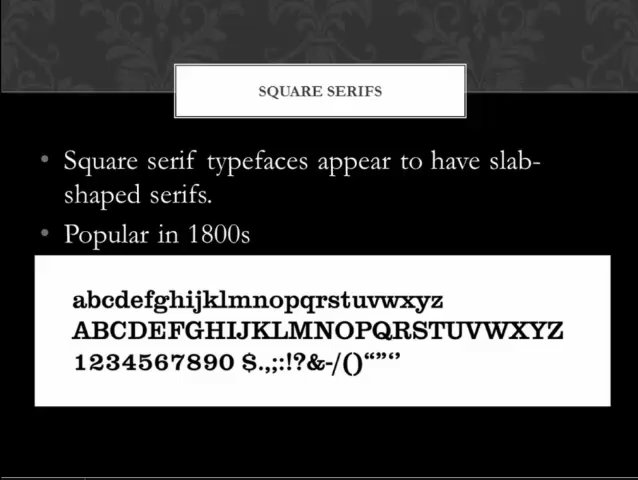 SQUARE SERIFS
• Square serif typefaces appear to have slab-
shaped serifs.
• Popular in 1800s
abcdefghijklmnopqrstuvwxyz
ABCDEFGHIJKLMNOPQRSTUVWXYZ
1234567890 $.,;:!?&-/()“”‘’